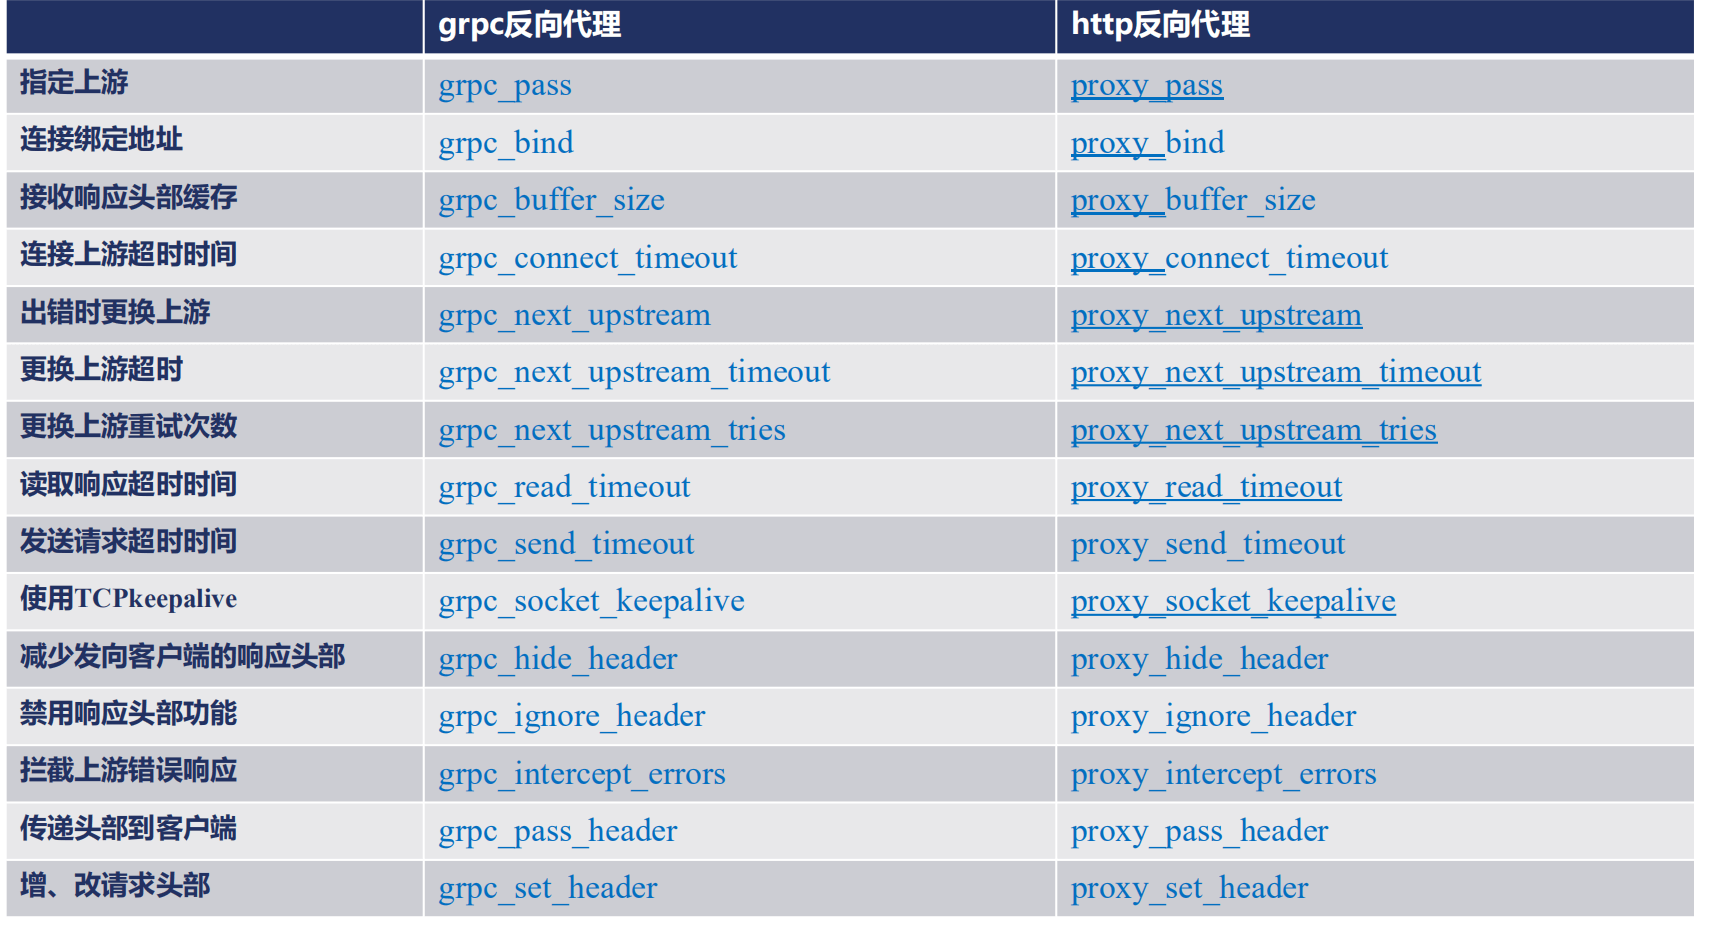 grpc反向代理 http反向代理
指定上游 grpc_pass proxy_pass
连接绑定地址 grpc_bind proxy_bind
接收响应头部缓存 grpc_buffer_size proxy_buffer_size
连接上游超时时间 grpc_connect_timeout proxy_connect_timeout
出错时更换上游 grpc_next_upstream proxy_next_upstream
更换上游超时 grpc_next_upstream_timeout proxy_next_upstream_timeout
更换上游重试次数 grpc_next_upstream_tries proxy_next_upstream_tries
读取响应超时时间 grpc_read_timeout proxy_read_timeout
发送请求超时时间 grpc_send_timeout proxy_send_timeout
使用TCPkeepalive grpc_socket_keepalive proxy_socket_keepalive
减少发向客户端的响应头部 grpc_hide_header proxy_hide_header
禁用响应头部功能 grpc_ignore_header proxy_ignore_header
拦截上游错误响应 grpc_intercept_errors proxy_intercept_errors
传递头部到客户端 grpc_pass_header proxy_pass_header
增、改请求头部 grpc_set_header proxy_set_header